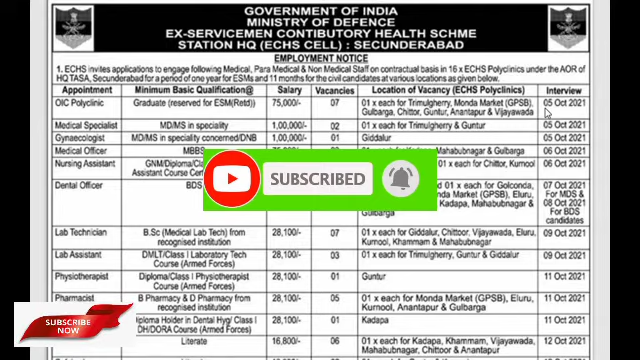 GOVERNMENT OF INDIA
MINISTRY OF DEFENCE
EX-SERVICEMEN CONTIBUTORY HEALTH SCHME
STATION HQ (ECHS CELL) : SECUNDERABAD
EMPLOYMENT NOTICE
1. ECHS invites applications to engage following Medical, Para Medical & Non Medical Staff on contractual basis in 16 x ECHS Polyclinics under the AOR of
HQ TASA, Secunderabad for period of one year for ESMs and 11 months for the civil candidates at various locations as given below.
Appointment Minimum Basic Qualification@ Salary Vacancies Location of Vacancy (ECHS Polyclinics) Interview
OIC Polyclinic Graduate (reserved for ESM(Retd)) 75,000/- 07 01 x each for Trimulgherry, Monda Market (GPSB), 05 Oct 2021
Gulbarga, Chittor, Guntur, Anantapur & Vijayawada
Medical Specialist MD/MS in speciality 1,00,000/- 02 01 x each for Trimulgherry & Guntur 05 Oct 2021
Gynaecologist MD/MS in speciality concerned/DNB 1,00,000/- 01 Giddalur 05 Oct 2021
Medical Officer MBBS Mahabubnagar & Gulbarga 06 Oct 2021
Nursing Assistant GNM/Diploma/Cla each for Chittor, Kurnool 06 Oct 2021
Assistant Course
Dental Officer BDS 01 each for Golconda, 07 Oct 2021
Monda Market (GPSB), Eluru, for MDS &
Kadapa, Mahabubnagar & 08 Oct 2021
Gulbarga for BDS
candidates
SUBSCRIBED
Lab Technician B.Sc (Medical Lab Tech) from 28,100/- 07 01 x each for Giddalur, Chittoor, Vijayawada, Eluru, 09 Oct 2021
recognised institution Kurnool, Khammam & Mahabubnagar
Lab Assistant DMLT/Class I Laboratory Tech 28,100/- 03 01 x each for Trimulgherry, Guntur & Giddalur 09 Oct 2021
Course (Armed Forces)
Physiotherapist Diploma/Class I Physiotherapist 28,100/- 01 Guntur 11 Oct 2021
Course (Armed Forces)
Pharmacist B Pharmacy & D Pharmacy from 28,100/- 05 01 x each for Monda Market (GPSB), Eluru, 11 Oct 2021
recognised institution Kurnool, Anantapur & Gulbarga
Diploma Holder in Dental Hyg/ Class I 28,100/- 01 Kadapa 11 Oct 2021
DH/DORA Course (Armed Forces)
Literate 16,800/- 06 01 x each for Kadapa, Khammam, Vijayawada, 12 Oct 2021
Mahabubnagar, Chittoor & Anantapur
SUBSCRIBE
NOW